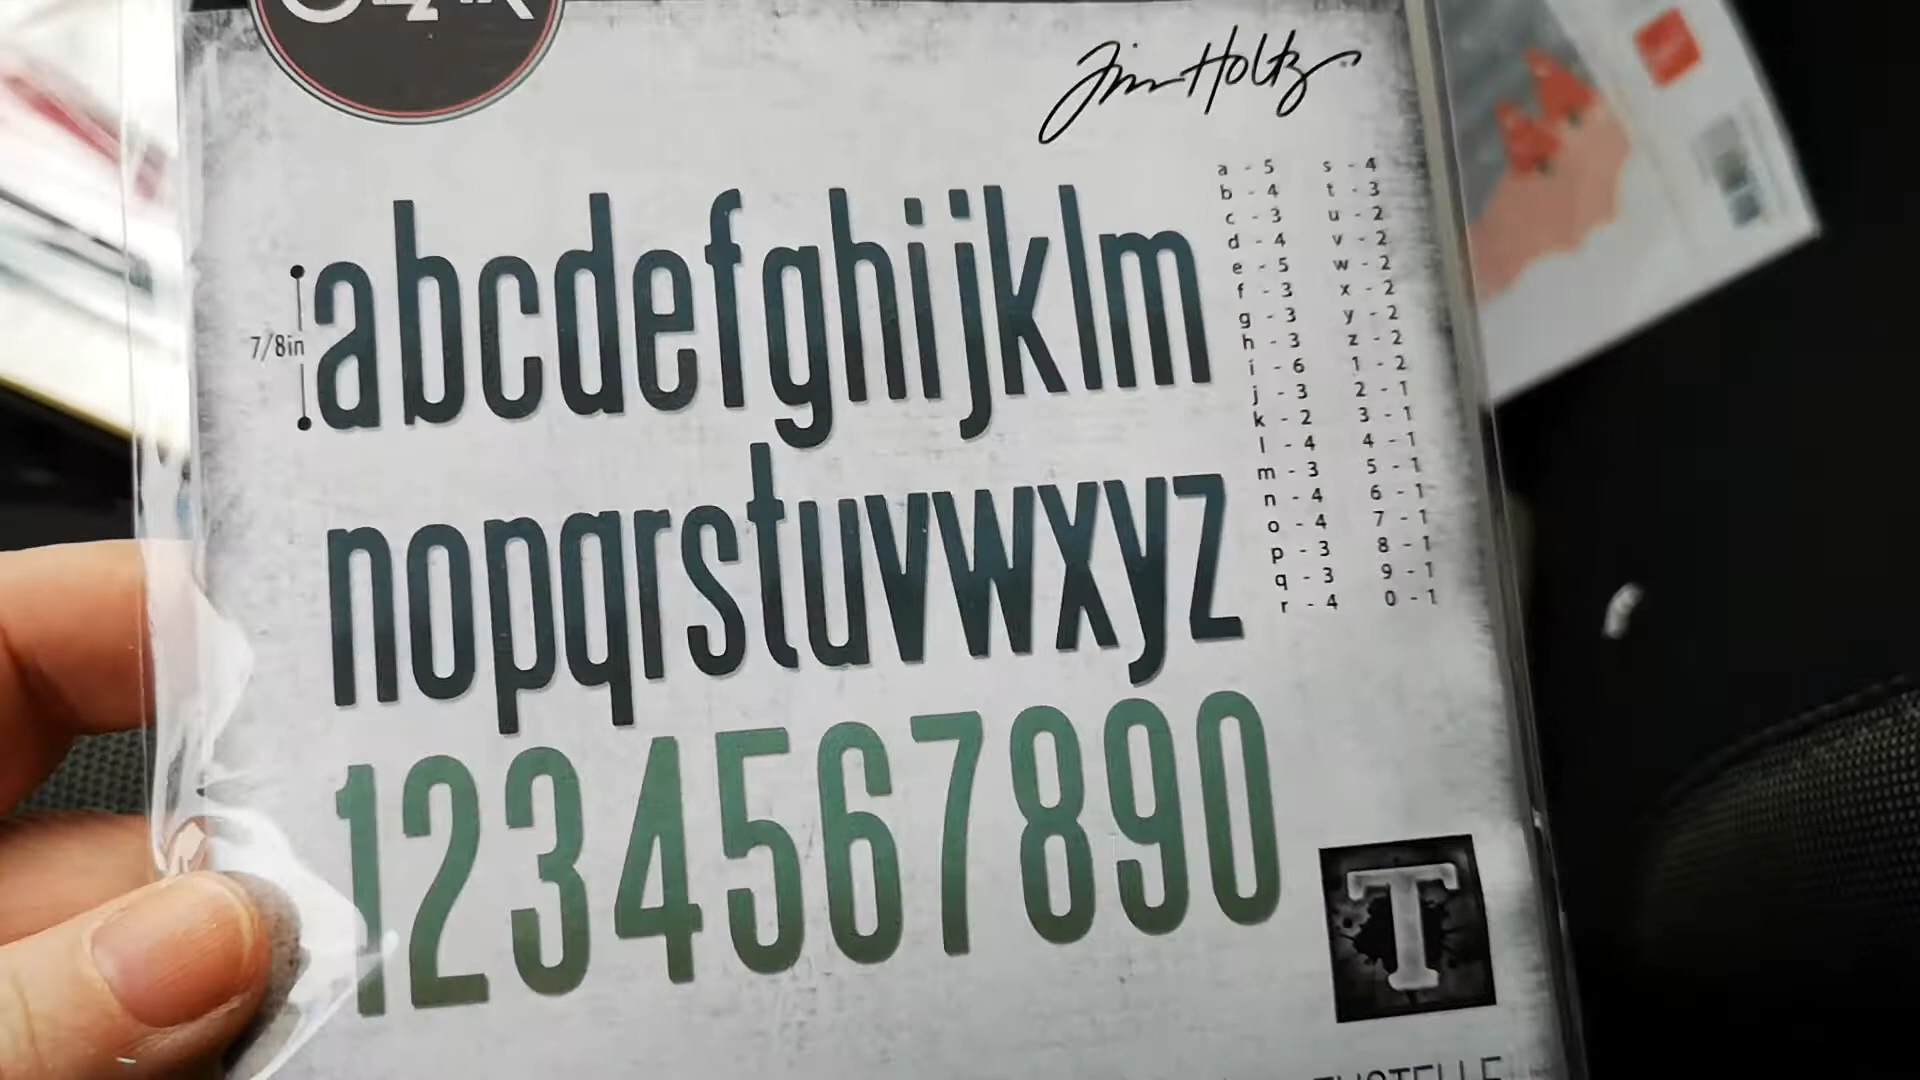 Tim Holtz
a - 5 s - 4
b - 4 t - 3
c - 3 u - 2
d - 4 v - 2
e - 5 w - 2
f - 3 x - 2
g - 3 y - 2
h - 3 z - 2
i - 6 1 - 2
j - 3 2 - 1
k - 2 3 - 1
l - 4 4 - 1
m - 3 5 - 1
n - 4 6 - 1
o - 4 7 - 1
p - 3 8 - 1
q - 3 9 - 1
r - 4 0 - 1
7/8in
abcdefghijklm
nopqrstuvwxyz
1234567890
T